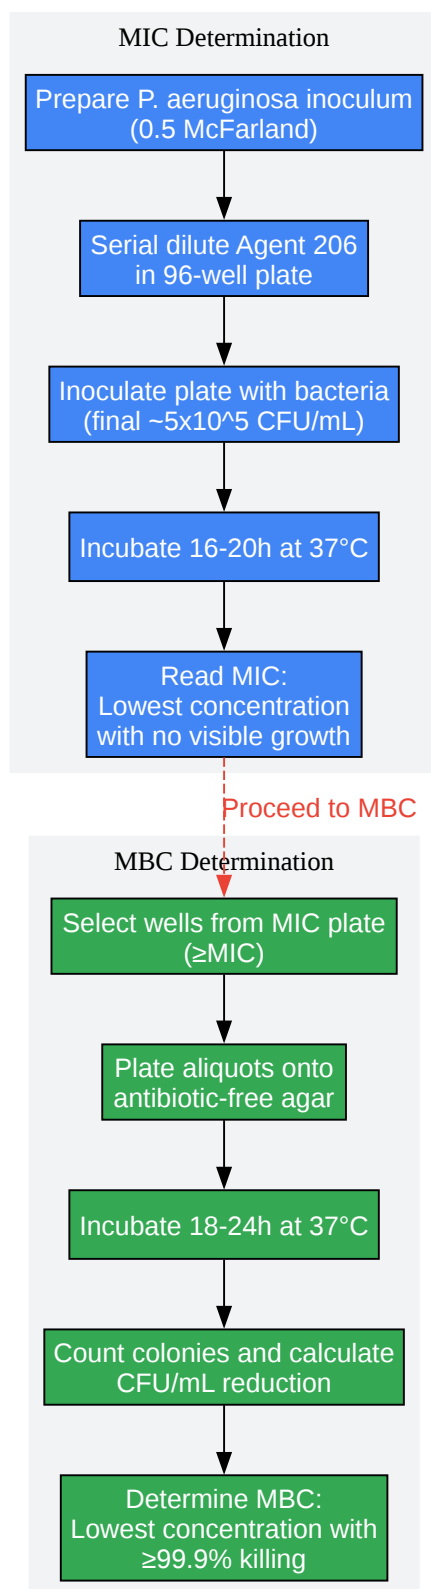 MIC Determination
Prepare P. aeruginosa inoculum
(0.5 McFarland)
Serial dilute Agent 206
in 96-well plate
Inoculate plate with bacteria
(final ~5x10^5 CFU/mL)
Incubate 16-20h at 37°C
Read MIC:
Lowest concentration
with no visible growth
Proceed to MBC
MBC Determination
Select wells from MIC plate
(≥MIC)
Plate aliquots onto
antibiotic-free agar
Incubate 18-24h at 37°C
Count colonies and calculate
CFU/mL reduction
Determine MBC:
Lowest concentration with
≥99.9% killing